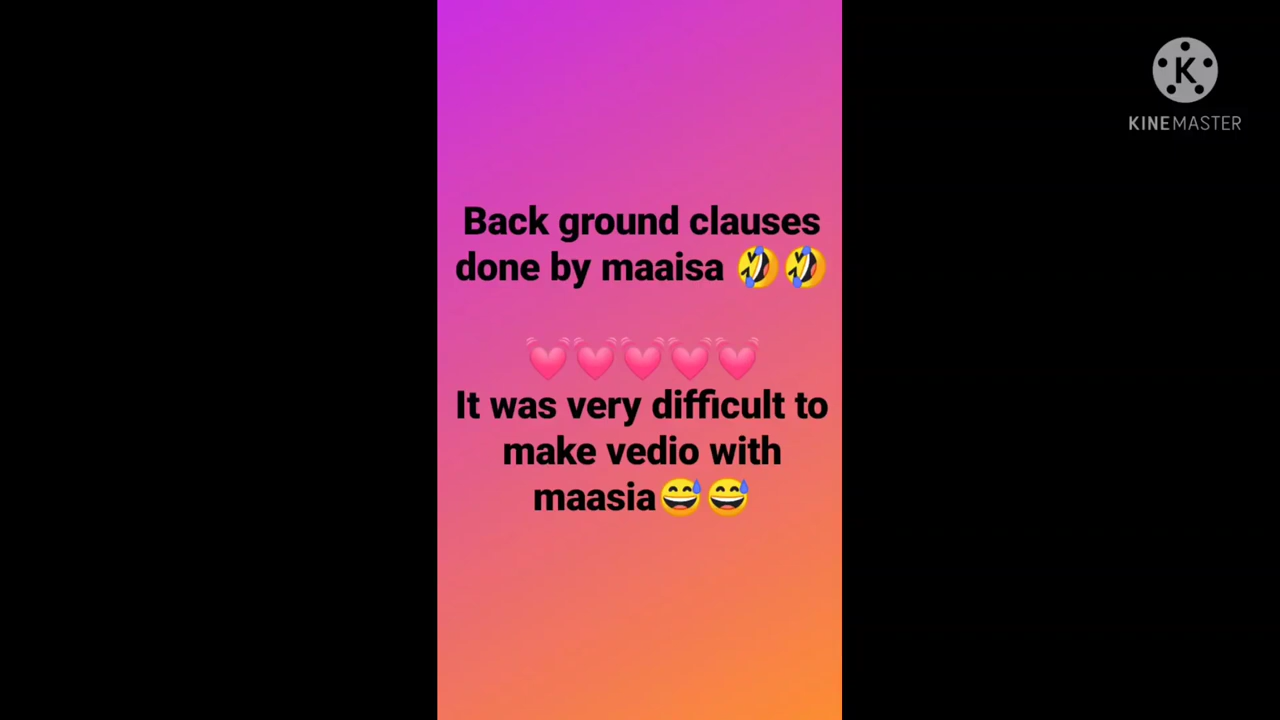 Back ground clauses
done by maaisa 🤣🤣
💓💓💓💓💓
It was very difficult to
make vedio with
maasia😅😅
K
KINEMASTER